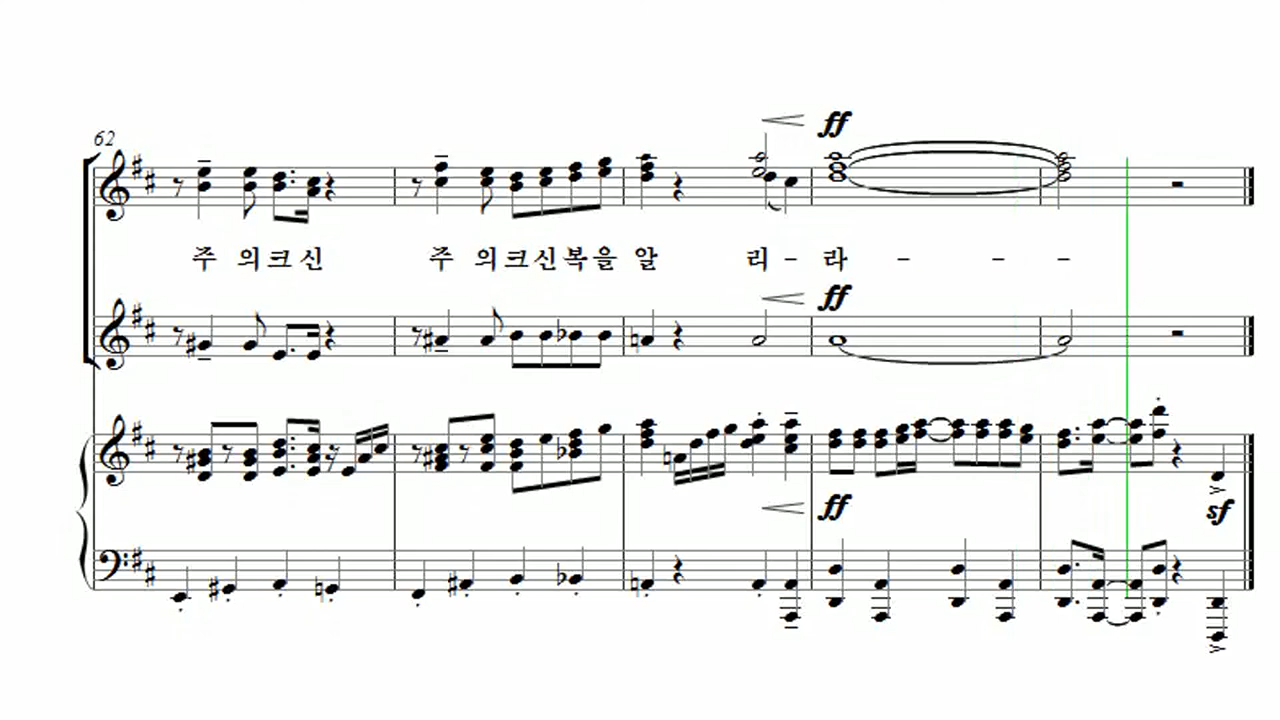 62
ff
주 의크신 주 의크신복을 알 리 - 라 - - -
ff
ff
sf